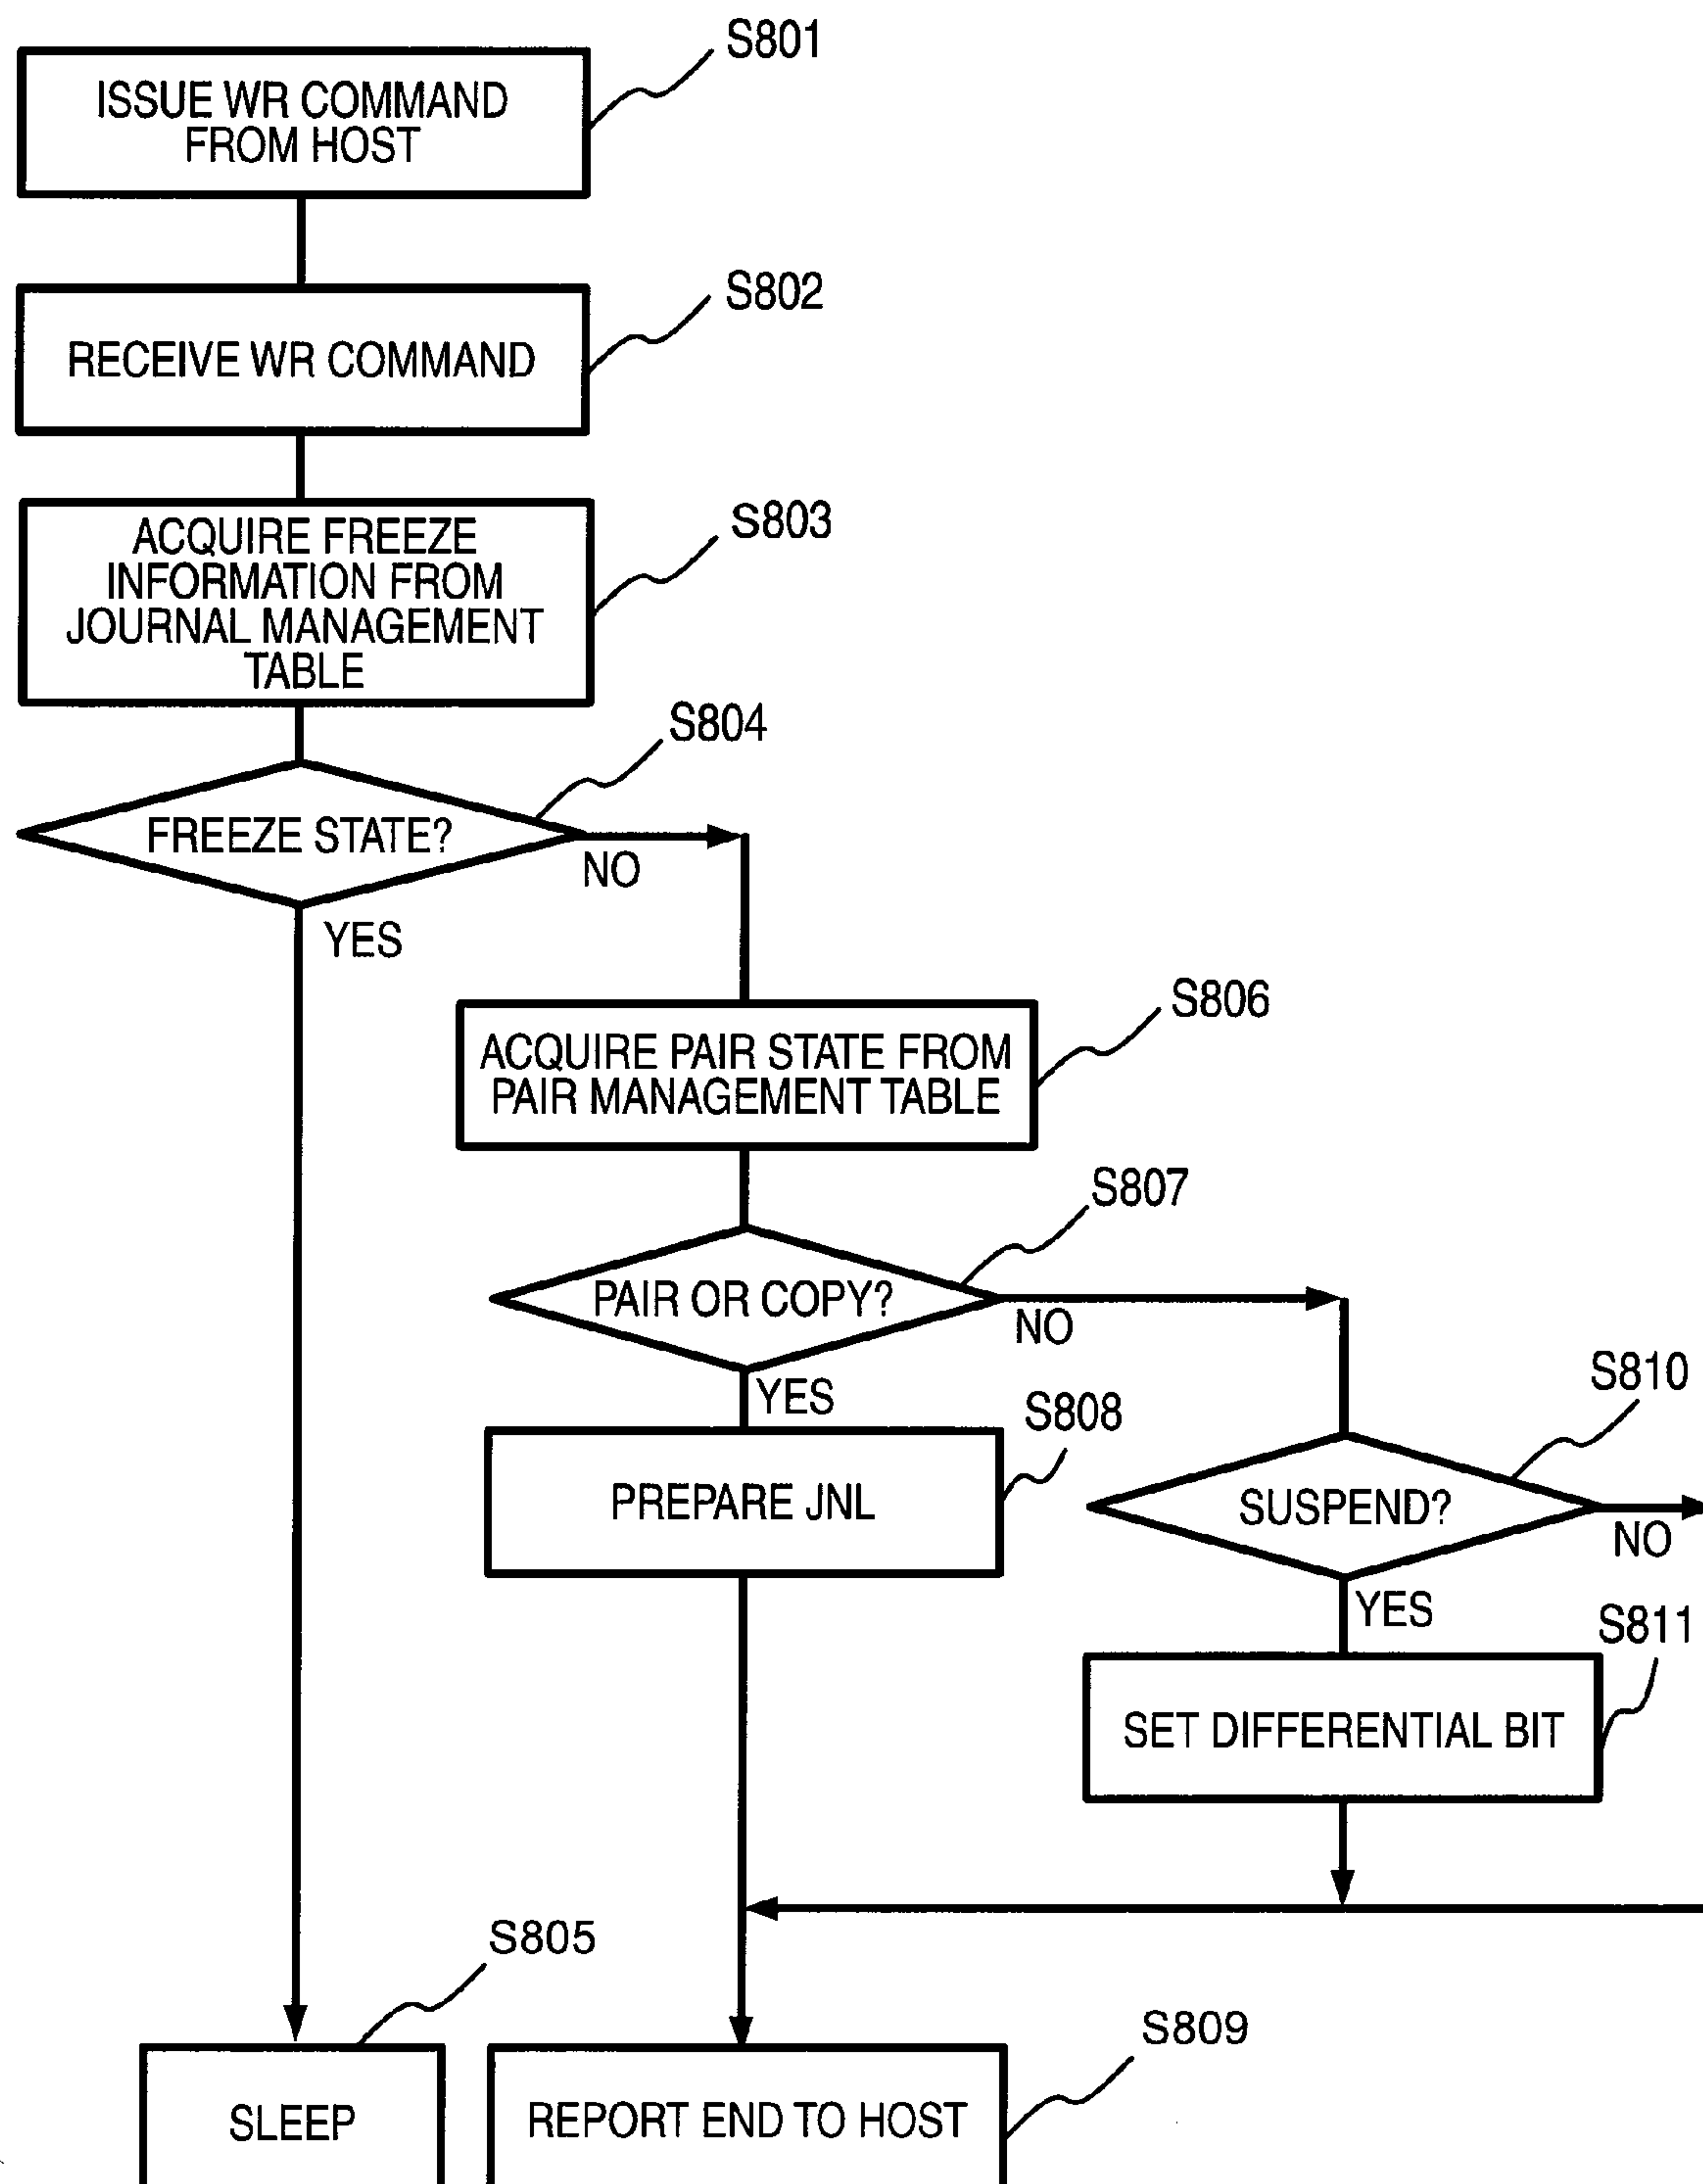 S801
ISSUE WR COMMAND
FROM HOST
S802
RECEIVE WR COMMAND
S803
ACQUIRE FREEZE
INFORMATION FROM
JOURNAL MANAGEMENT
TABLE
S804
FREEZE STATE?
NO
YES
S806
ACQUIRE PAIR STATE FROM
PAIR MANAGEMENT TABLE
S807
PAIR OR COPY?
NO
YES
S808
PREPARE JNL
S810
SUSPEND?
NO
YES
S811
SET DIFFERENTIAL BIT
S805
SLEEP
S809
REPORT END TO HOST